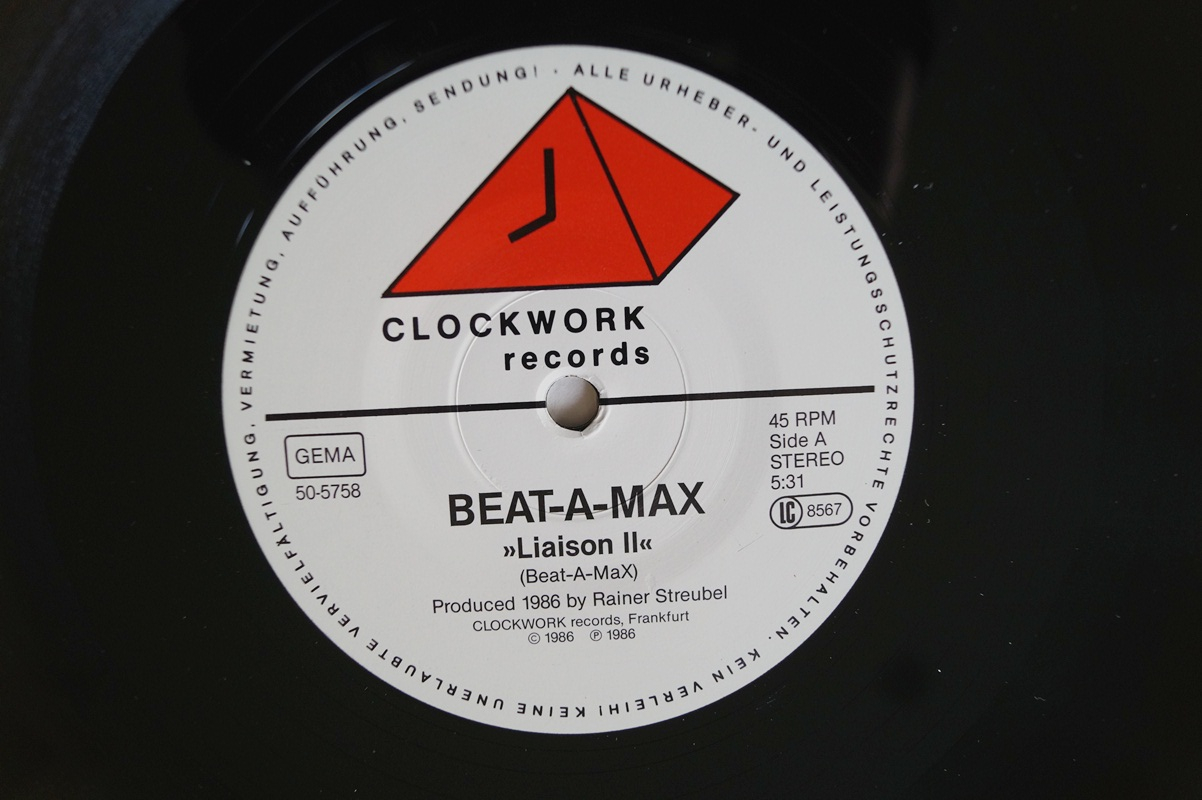 ALLE URHEBER- UND LEISTUNGSSCHUTZRECHTE VORBEHALTEN. KEIN VERLEIH! KEINE UNERLAUBTE VERVIELFÄLTIGUNG, VERMIETUNG, AUFFÜHRUNG, SENDUNG! ·
CLOCKWORK
records
GEMA
50-5758
45 RPM
Side A
STEREO
5:31
LC 8567
BEAT-A-MAX
»Liaison II«
(Beat-A-MaX)
Produced 1986 by Rainer Streubel
CLOCKWORK records, Frankfurt
© 1986 ℗ 1986